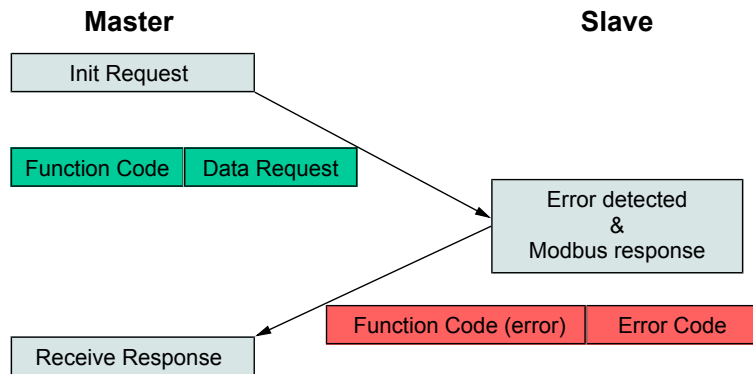 Master
Slave
Init Request
Function Code
Data Request
Error detected
&
Modbus response
Function Code (error)
Error Code
Receive Response